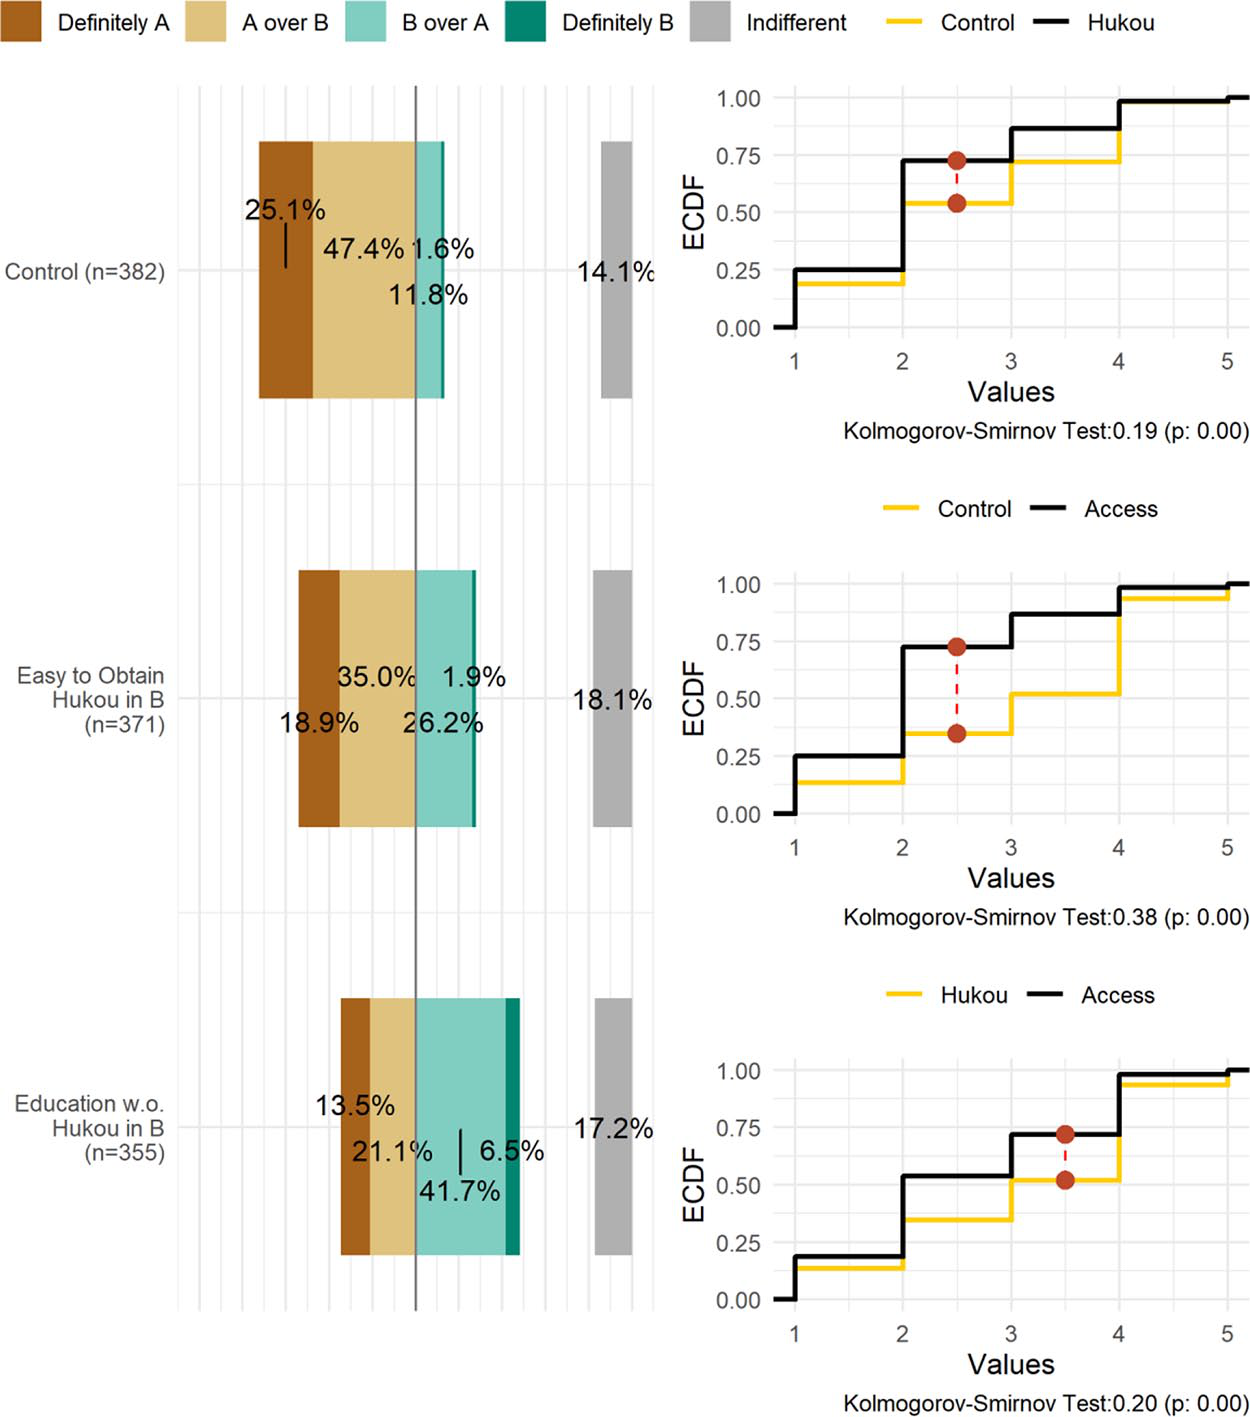 Definitely A
A over B
B over A
Definitely B
Indifferent
Control
Hukou
Control (n=382)
25.1%
47.4%
1.6%
11.8%
14.1%
Easy to Obtain
Hukou in B
(n=371)
35.0%
1.9%
18.9%
26.2%
18.1%
Education w.o.
Hukou in B
(n=355)
13.5%
21.1%
6.5%
41.7%
17.2%
1.00
0.75
0.50
0.25
0.00
ECDF
1 2 3 4 5
Values
Kolmogorov-Smirnov Test:0.19 (p: 0.00)
Control
Access
1.00
0.75
0.50
0.25
0.00
ECDF
1 2 3 4 5
Values
Kolmogorov-Smirnov Test:0.38 (p: 0.00)
Hukou
Access
1.00
0.75
0.50
0.25
0.00
ECDF
1 2 3 4 5
Values
Kolmogorov-Smirnov Test:0.20 (p: 0.00)